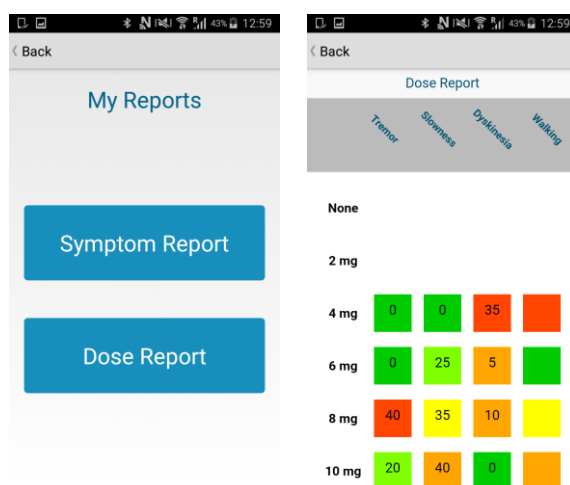 43% 12:59
Back
My Reports
Symptom Report
Dose Report
43% 12:59
Back
Dose Report
Tremor Slowness Dyskinesia Walking
None
2 mg
4 mg 0 0 35
6 mg 0 25 5
8 mg 40 35 10
10 mg 20 40 0